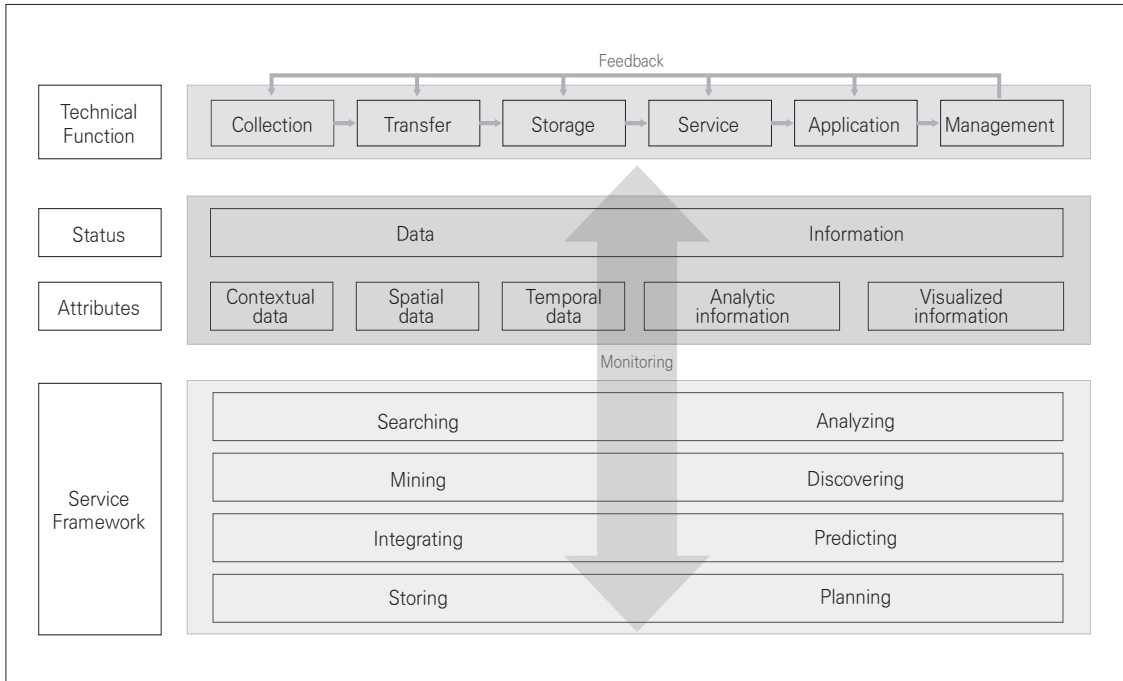 Feedback
Technical
Function
Collection
Transfer
Storage
Service
Application
Management
Status
Data
Information
Attributes
Contextual
data
Spatial
data
Temporal
data
Analytic
information
Visualized
information
Monitoring
Service
Framework
Searching
Analyzing
Mining
Discovering
Integrating
Predicting
Storing
Planning